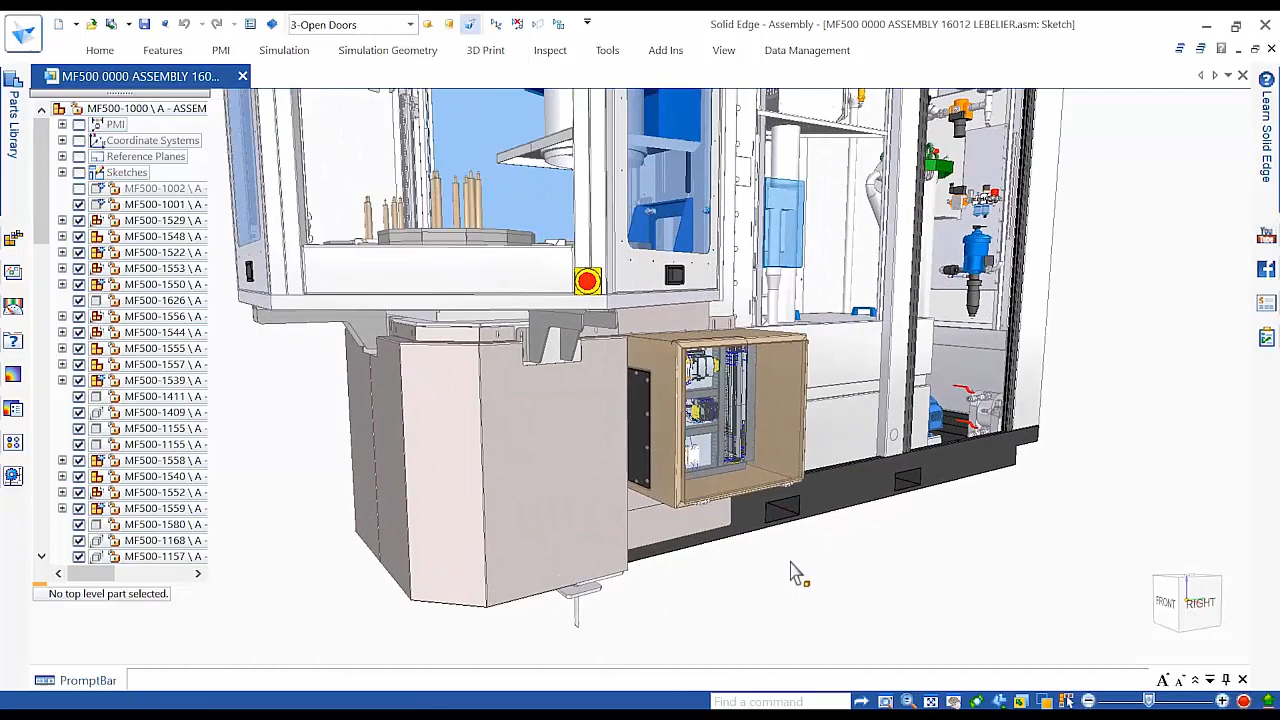 3-Open Doors
Solid Edge - Assembly - [MF500 0000 ASSEMBLY 16012 LEBELIER.asm: Sketch]
Home
Features
PMI
Simulation
Simulation Geometry
3D Print
Inspect
Tools
Add Ins
View
Data Management
MF500 0000 ASSEMBLY 160...
Parts Library
Learn Solid Edge
MF500-1000 \ A - ASSEM
PMI
Coordinate Systems
Reference Planes
Sketches
MF500-1002 \ A -
MF500-1001 \ A -
MF500-1529 \ A -
MF500-1548 \ A -
MF500-1522 \ A -
MF500-1553 \ A -
MF500-1550 \ A -
MF500-1626 \ A -
MF500-1556 \ A -
MF500-1544 \ A -
MF500-1555 \ A -
MF500-1557 \ A -
MF500-1539 \ A -
MF500-1411 \ A -
MF500-1409 \ A -
MF500-1155 \ A -
MF500-1155 \ A -
MF500-1558 \ A -
MF500-1540 \ A -
MF500-1552 \ A -
MF500-1559 \ A -
MF500-1580 \ A -
MF500-1168 \ A -
MF500-1157 \ A -
No top level part selected.
You
Tube
FRONT
RIGHT
PromptBar
Find a command